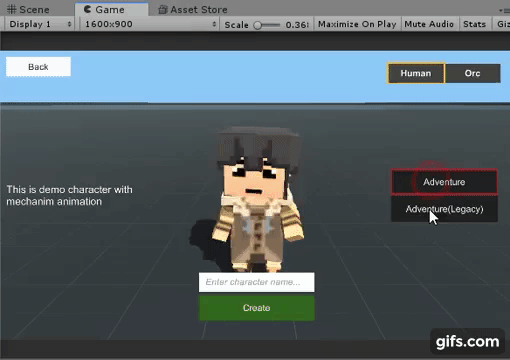 Scene Game Asset Store
Display 1 1600x900 Scale 0.36 Maximize On Play Mute Audio Stats Giz
Back
Human Orc
This is demo character with
mechanim animation
Adventure
Adventure(Legacy)
Enter character name...
Create
gifs.com